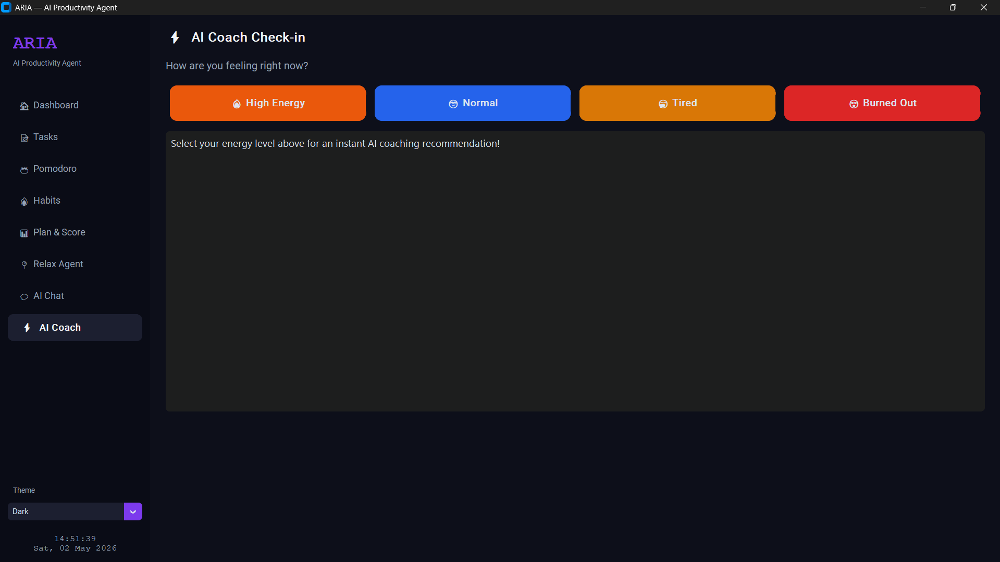 ARIA — AI Productivity Agent
ARIA
AI Productivity Agent
Dashboard
Tasks
Pomodoro
Habits
Plan & Score
Relax Agent
AI Chat
AI Coach
Theme
Dark
14:51:39
Sat, 02 May 2026
AI Coach Check-in
How are you feeling right now?
High Energy
Normal
Tired
Burned Out
Select your energy level above for an instant AI coaching recommendation!